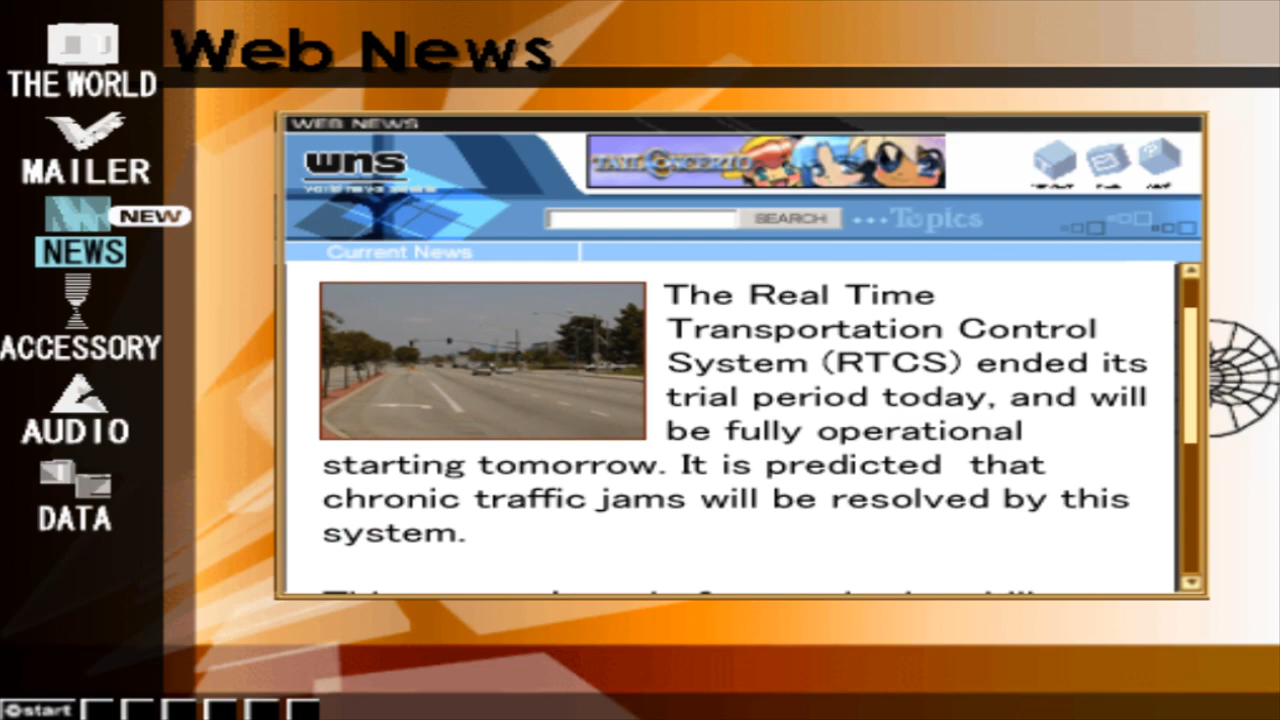 Web News
THE WORLD
MAILER
NEW
NEWS
ACCESSORY
AUDIO
DATA
WEB NEWS
wns
SEARCH
...Topics
Current News
The Real Time
Transportation Control
System (RTCS) ended its
trial period today, and will
be fully operational
starting tomorrow. It is predicted that
chronic traffic jams will be resolved by this
system.
start